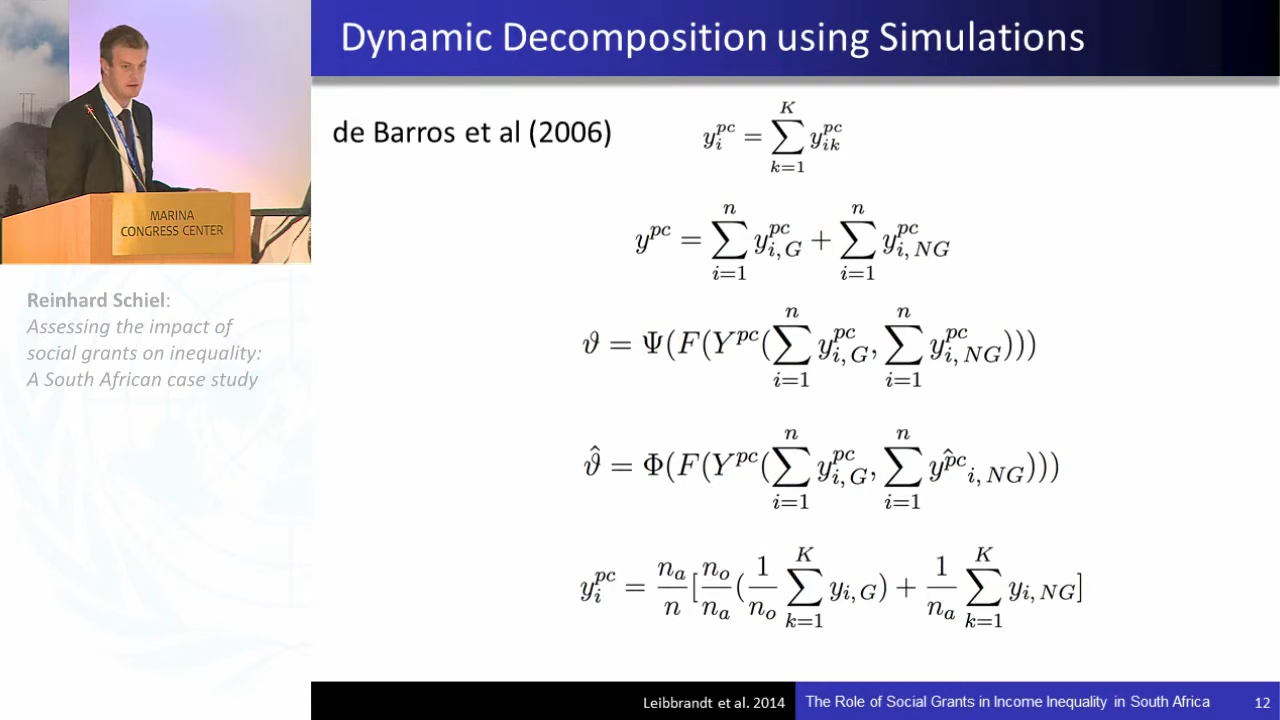 Dynamic Decomposition using Simulations
de Barros et al (2006)
y_i^{pc} = \sum_{k=1}^{K} y_{ik}^{pc}
y^{pc} = \sum_{i=1}^{n} y_{i,G}^{pc} + \sum_{i=1}^{n} y_{i,NG}^{pc}
ϑ = Ψ(F(Y^{pc}(\sum_{i=1}^{n} y_{i,G}^{pc}, \sum_{i=1}^{n} y_{i,NG}^{pc})))
\hat{ϑ} = Φ(F(Y^{pc}(\sum_{i=1}^{n} y_{i,G}^{pc}, \sum_{i=1}^{n} y^{\hat{p}c}{}_{i,NG})))
y_i^{pc} = \frac{n_a}{n}[\frac{n_o}{n_a}(\frac{1}{n_o} \sum_{k=1}^{K} y_{i,G}) + \frac{1}{n_a} \sum_{k=1}^{K} y_{i,NG}]
MARINA
CONGRESS CENTER
Reinhard Schiel:
Assessing the impact of
social grants on inequality:
A South African case study
Leibbrandt et al. 2014
The Role of Social Grants in Income Inequality in South Africa
12